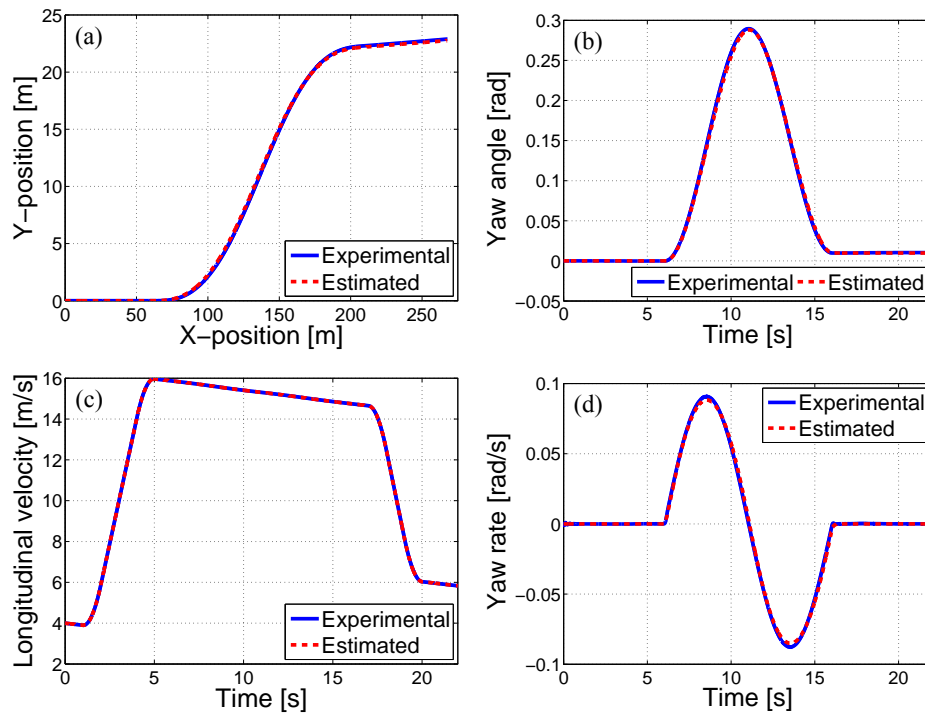 (a)
Y-position [m]
25
20
15
10
5
0
0 50 100 150 200 250
X-position [m]
Experimental
Estimated
(b)
Yaw angle [rad]
0.3
0.25
0.2
0.15
0.1
0.05
0
-0.05
0 5 10 15 20
Time [s]
Experimental Estimated
(c)
Longitudinal velocity [m/s]
16
14
12
10
8
6
4
2
0 5 10 15 20
Time [s]
Experimental
Estimated
(d)
Yaw rate [rad/s]
0.1
0.05
0
-0.05
-0.1
0 5 10 15 20
Time [s]
Experimental
Estimated